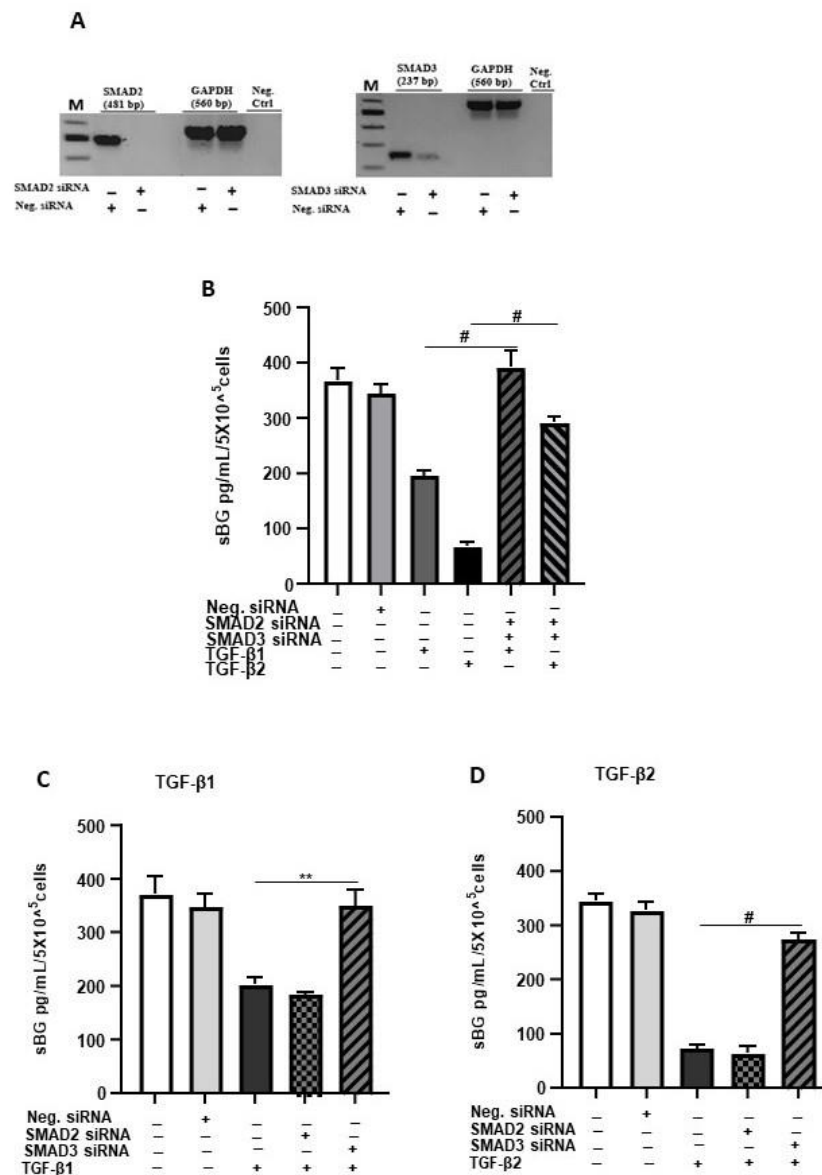 A
M
SMAD2
(481 bp)
GAPDH
(560 bp)
Neg.
Ctrl
SMAD2 siRNA − + − +
Neg. siRNA + − + −
M
SMAD3
(237 bp)
GAPDH
(560 bp)
Neg.
Ctrl
SMAD3 siRNA − + − +
Neg. siRNA + − + −
B
500
400
300
200
100
0
sBG pg/mL/5X10^5cells
#
#
Neg. siRNA − + − − − −
SMAD2 siRNA − − − − + +
SMAD3 siRNA − − − − + +
TGF-β1 − − + − + −
TGF-β2 − − − + − +
C
TGF-β1
500
400
300
200
100
0
sBG pg/mL/5X10^5cells
**
Neg. siRNA − + − − −
SMAD2 siRNA − − − + −
SMAD3 siRNA − − − − +
TGF-β1 − − + + +
D
TGF-β2
500
400
300
200
100
0
sBG pg/mL/5X10^5cells
#
Neg. siRNA − + − − −
SMAD2 siRNA − − − + −
SMAD3 siRNA − − − − +
TGF-β2 − − + + +